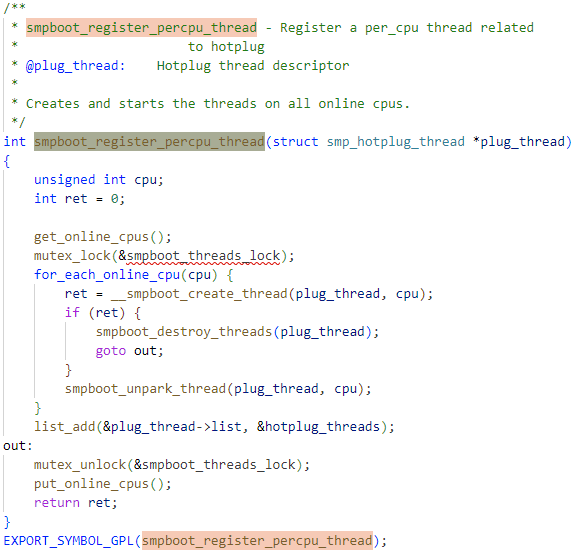 /**
 * smpboot_register_percpu_thread - Register a per_cpu thread related
 *                     to hotplug
 * @plug_thread:    Hotplug thread descriptor
 *
 * Creates and starts the threads on all online cpus.
 */
int smpboot_register_percpu_thread(struct smp_hotplug_thread *plug_thread)
{
    unsigned int cpu;
    int ret = 0;

    get_online_cpus();
    mutex_lock(&smpboot_threads_lock);
    for_each_online_cpu(cpu) {
        ret = __smpboot_create_thread(plug_thread, cpu);
        if (ret) {
            smpboot_destroy_threads(plug_thread);
            goto out;
        }
        smpboot_unpark_thread(plug_thread, cpu);
    }
    list_add(&plug_thread->list, &hotplug_threads);
out:
    mutex_unlock(&smpboot_threads_lock);
    put_online_cpus();
    return ret;
}
EXPORT_SYMBOL_GPL(smpboot_register_percpu_thread);